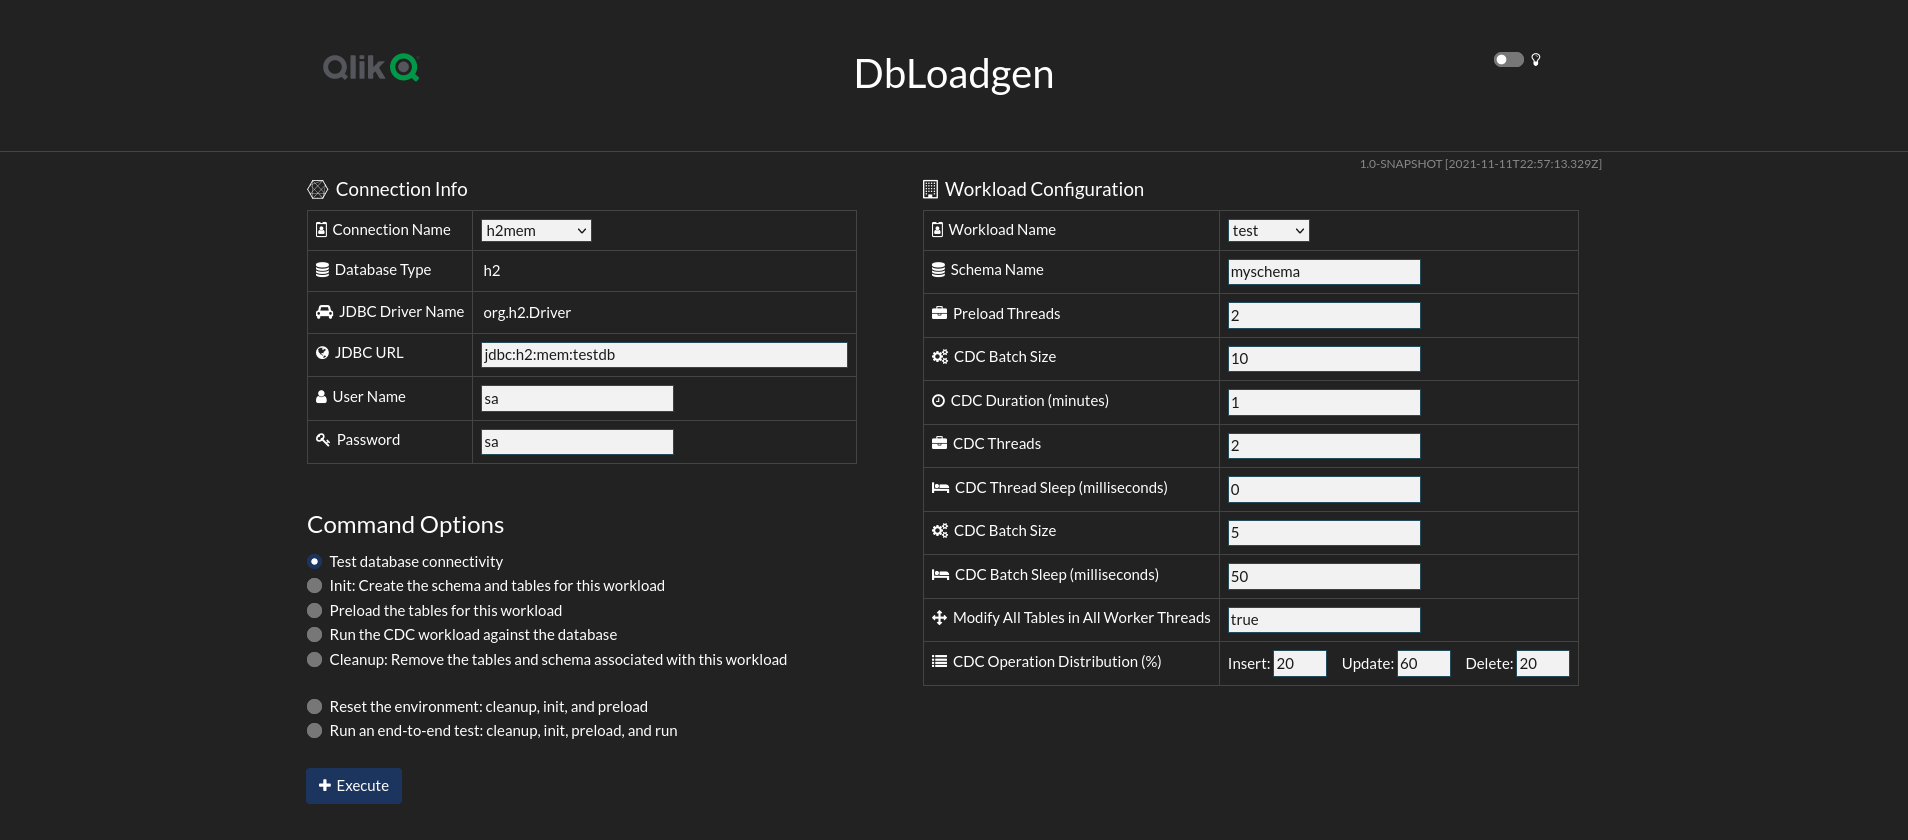 Qlik
DbLoadgen
1.0-SNAPSHOT [2021-11-11T22:57:13.329Z]
Connection Info
Connection Name h2mem
Database Type h2
JDBC Driver Name org.h2.Driver
JDBC URL jdbc:h2:mem:testdb
User Name sa
Password sa
Command Options
Test database connectivity
Init: Create the schema and tables for this workload
Preload the tables for this workload
Run the CDC workload against the database
Cleanup: Remove the tables and schema associated with this workload
Reset the environment: cleanup, init, and preload
Run an end-to-end test: cleanup, init, preload, and run
Execute
Workload Configuration
Workload Name test
Schema Name myschema
Preload Threads 2
CDC Batch Size 10
CDC Duration (minutes) 1
CDC Threads 2
CDC Thread Sleep (milliseconds) 0
CDC Batch Size 5
CDC Batch Sleep (milliseconds) 50
Modify All Tables in All Worker Threads true
CDC Operation Distribution (%) Insert: 20 Update: 60 Delete: 20